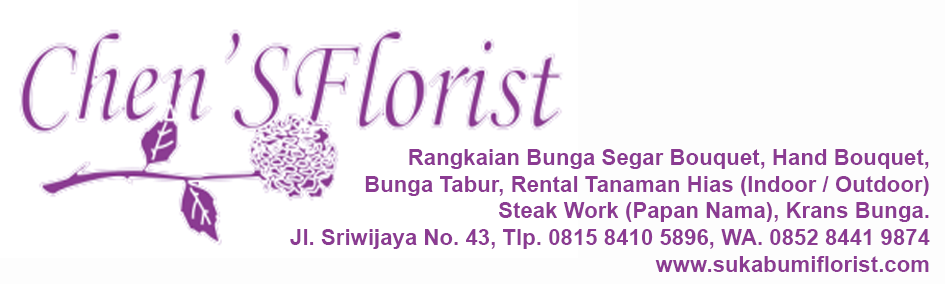 Chen'SFlorist
Rangkaian Bunga Segar Bouquet, Hand Bouquet,
Bunga Tabur, Rental Tanaman Hias (Indoor / Outdoor)
Steak Work (Papan Nama), Krans Bunga.
Jl. Sriwijaya No. 43, Tlp. 0815 8410 5896, WA. 0852 8441 9874
www.sukabumiflorist.com